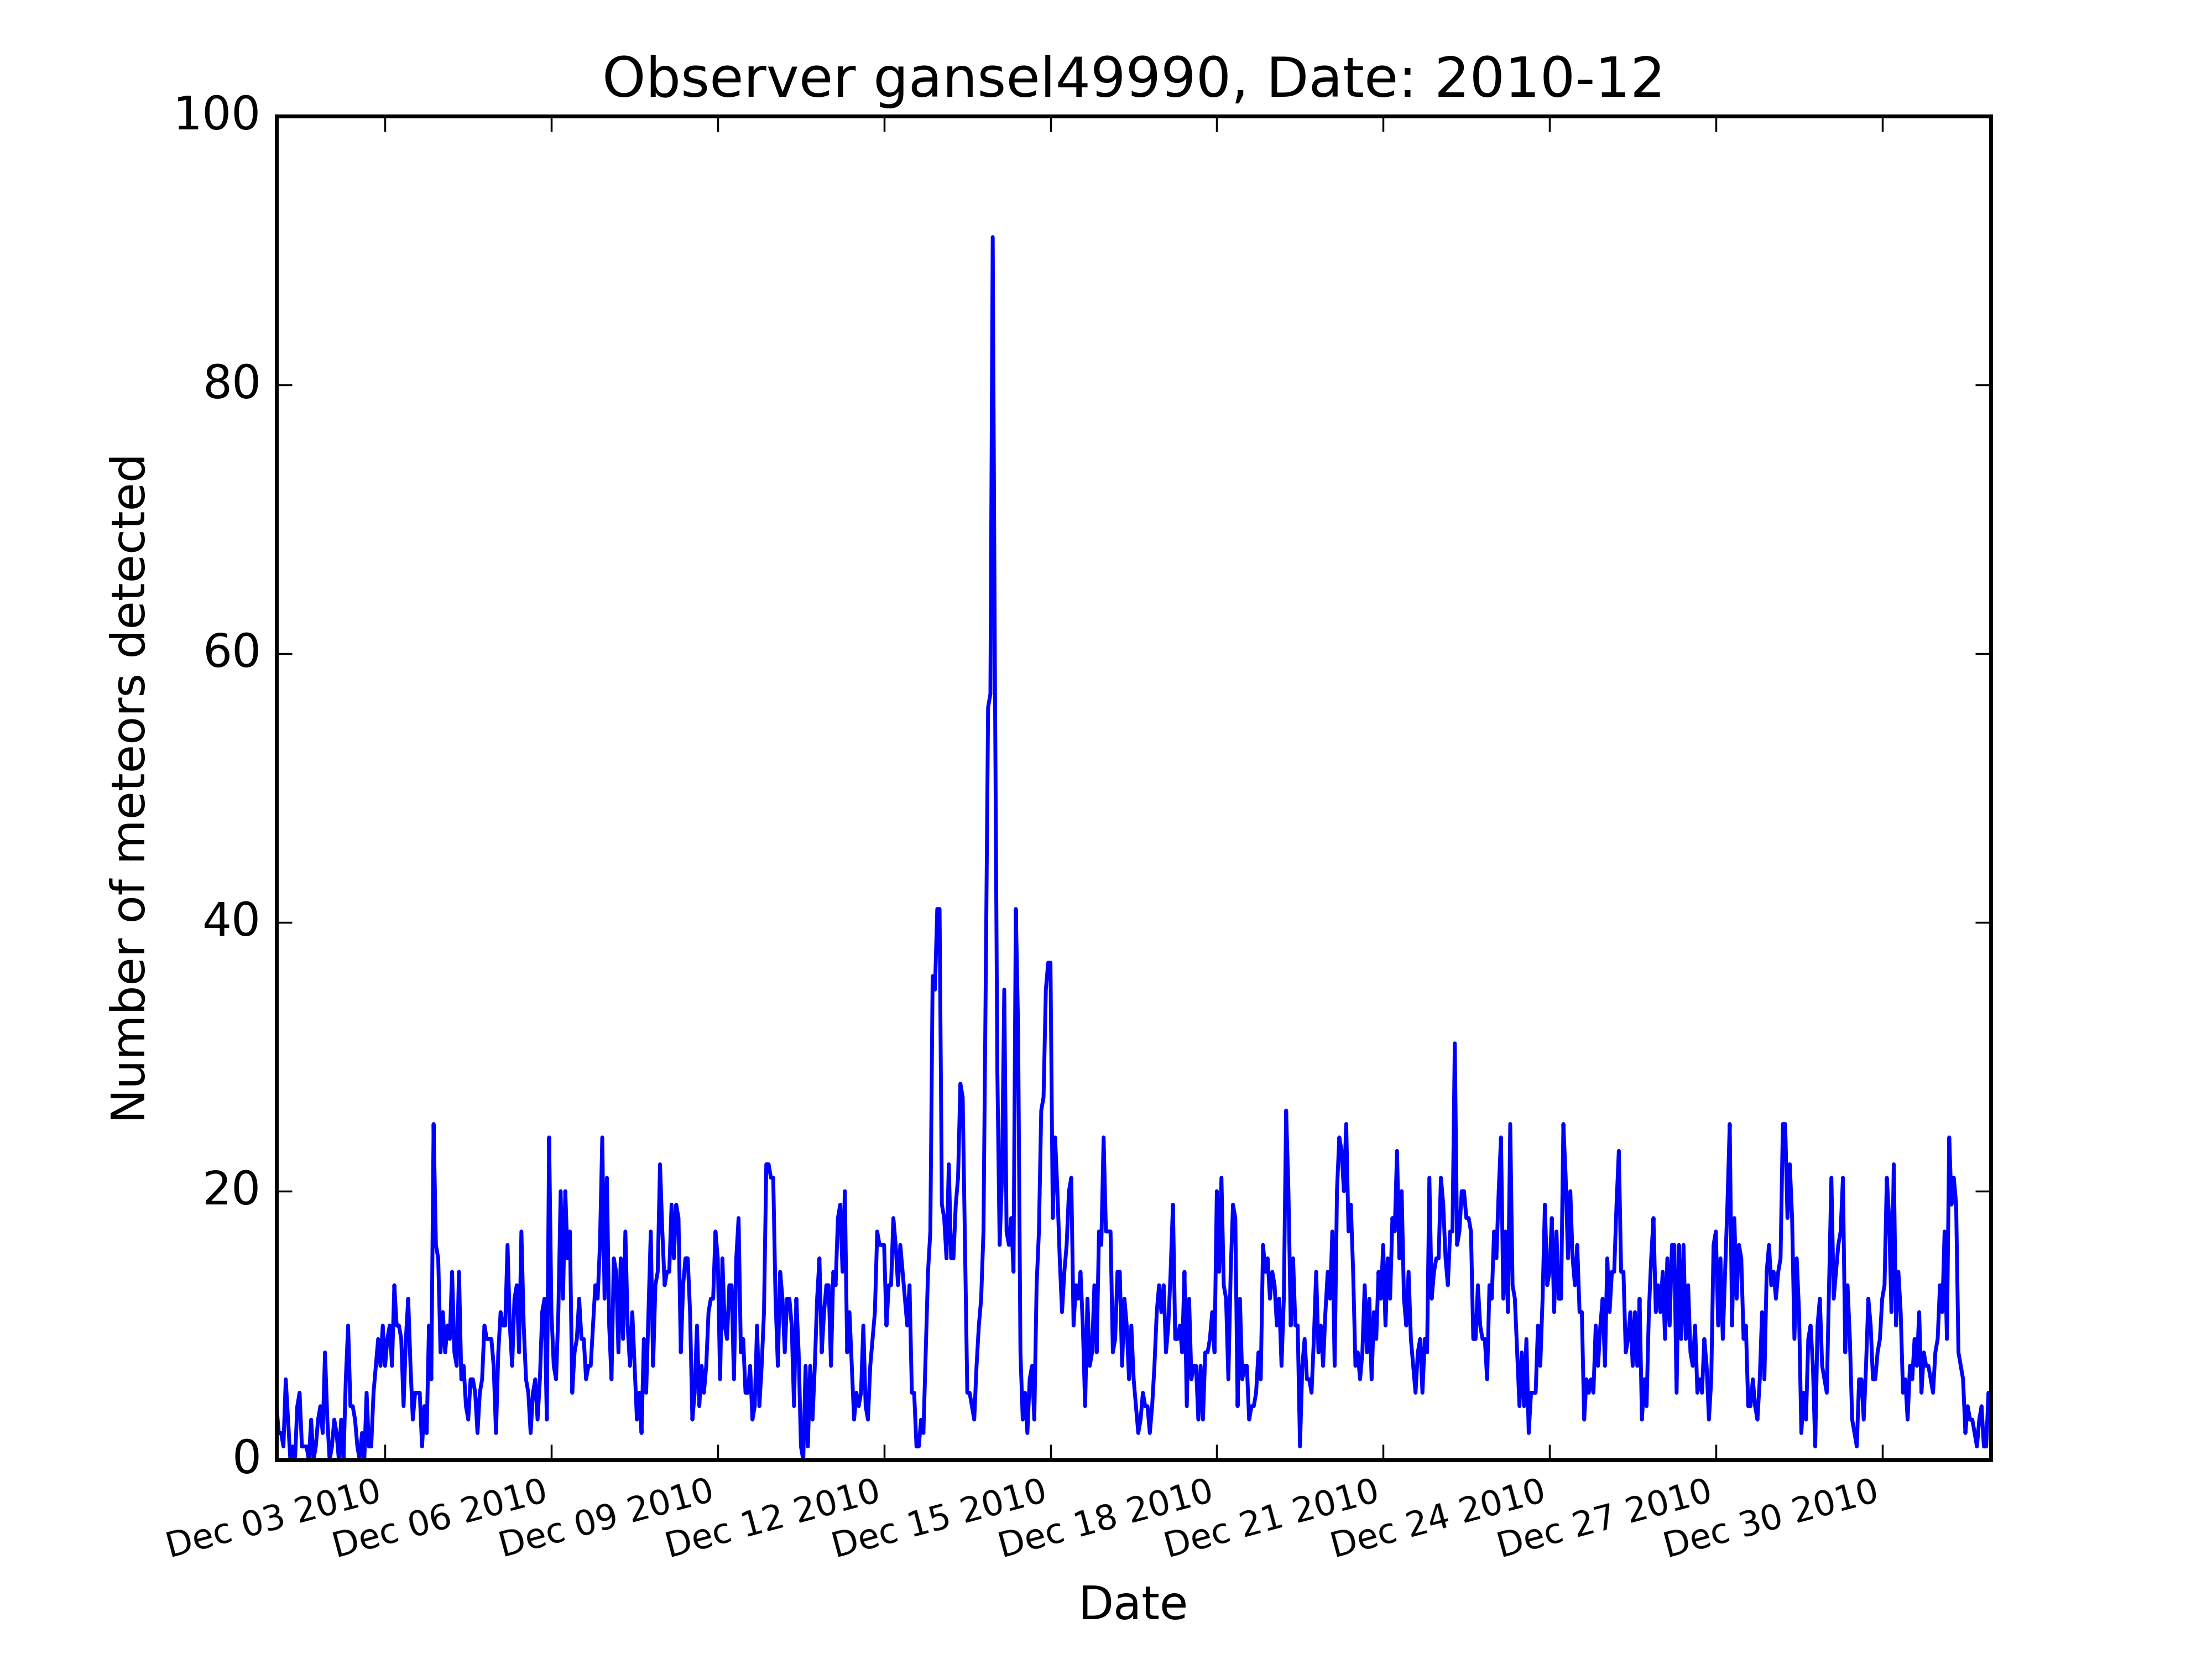 Observer gansel49990, Date: 2010-12
Number of meteors detected
100
80
60
40
20
0
Dec 03 2010
Dec 06 2010
Dec 09 2010
Dec 12 2010
Dec 15 2010
Dec 18 2010
Dec 21 2010
Dec 24 2010
Dec 27 2010
Dec 30 2010
Date